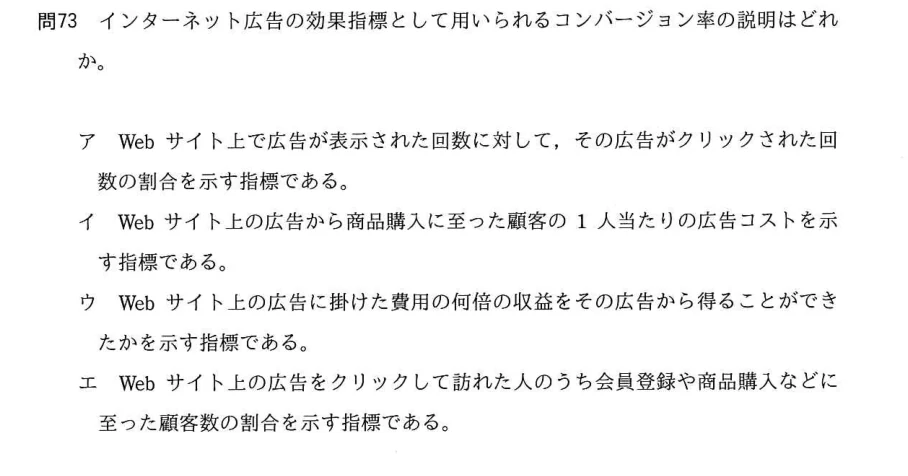 問73 インターネット広告の効果指標として用いられるコンバージョン率の説明はどれ
か。
ア Web サイト上で広告が表示された回数に対して，その広告がクリックされた回
数の割合を示す指標である。
イ Web サイト上の広告から商品購入に至った顧客の 1 人当たりの広告コストを示
す指標である。
ウ Web サイト上の広告に掛けた費用の何倍の収益をその広告から得ることができ
たかを示す指標である。
エ Web サイト上の広告をクリックして訪れた人のうち会員登録や商品購入などに
至った顧客数の割合を示す指標である。